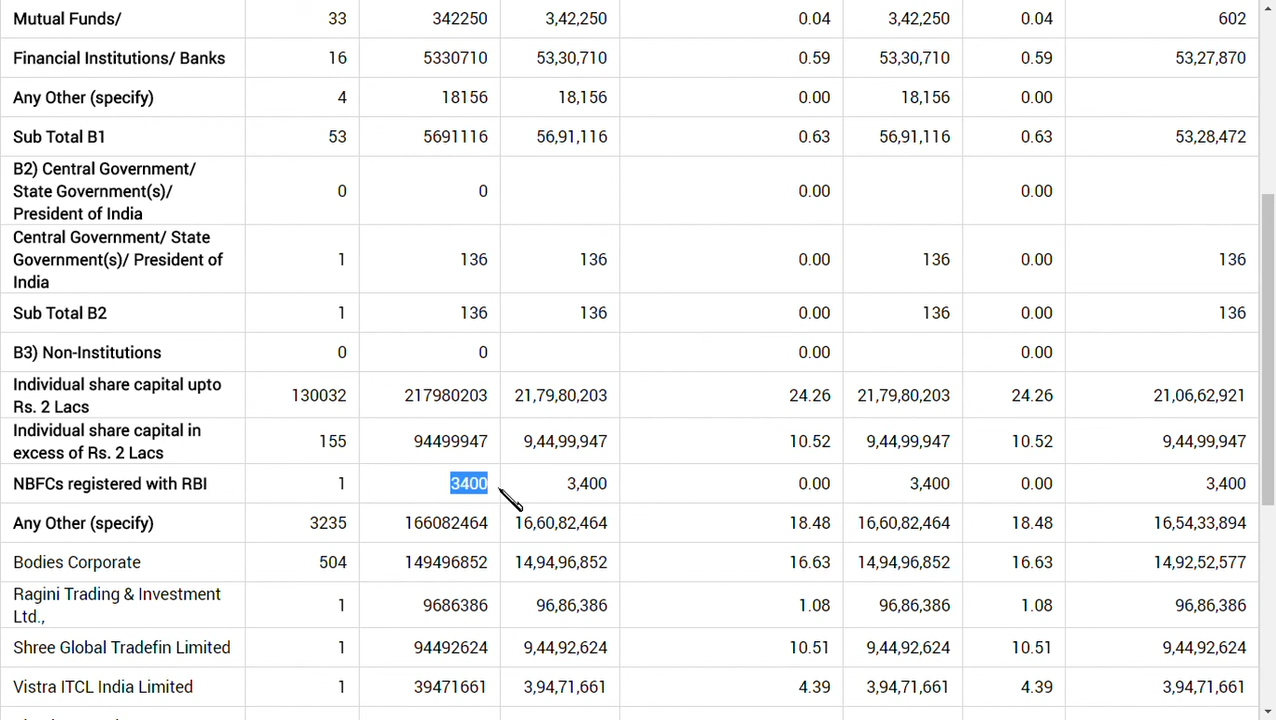 Mutual Funds/ 33 342250 3,42,250 0.04 3,42,250 0.04 602
Financial Institutions/ Banks 16 5330710 53,30,710 0.59 53,30,710 0.59 53,27,870
Any Other (specify) 4 18156 18,156 0.00 18,156 0.00
Sub Total B1 53 5691116 56,91,116 0.63 56,91,116 0.63 53,28,472
B2) Central Government/
State Government(s)/ 0 0 0.00 0.00
President of India
Central Government/ State
Government(s)/ President of 1 136 136 0.00 136 0.00 136
India
Sub Total B2 1 136 136 0.00 136 0.00 136
B3) Non-Institutions 0 0 0.00 0.00
Individual share capital upto
Rs. 2 Lacs 130032 217980203 21,79,80,203 24.26 21,79,80,203 24.26 21,06,62,921
Individual share capital in
excess of Rs. 2 Lacs 155 94499947 9,44,99,947 10.52 9,44,99,947 10.52 9,44,99,947
NBFCs registered with RBI 1 3400 3,400 0.00 3,400 0.00 3,400
Any Other (specify) 3235 166082464 16,60,82,464 18.48 16,60,82,464 18.48 16,54,33,894
Bodies Corporate 504 149496852 14,94,96,852 16.63 14,94,96,852 16.63 14,92,52,577
Ragini Trading & Investment
Ltd., 1 9686386 96,86,386 1.08 96,86,386 1.08 96,86,386
Shree Global Tradefin Limited 1 94492624 9,44,92,624 10.51 9,44,92,624 10.51 9,44,92,624
Vistra ITCL India Limited 1 39471661 3,94,71,661 4.39 3,94,71,661 4.39 3,94,71,661